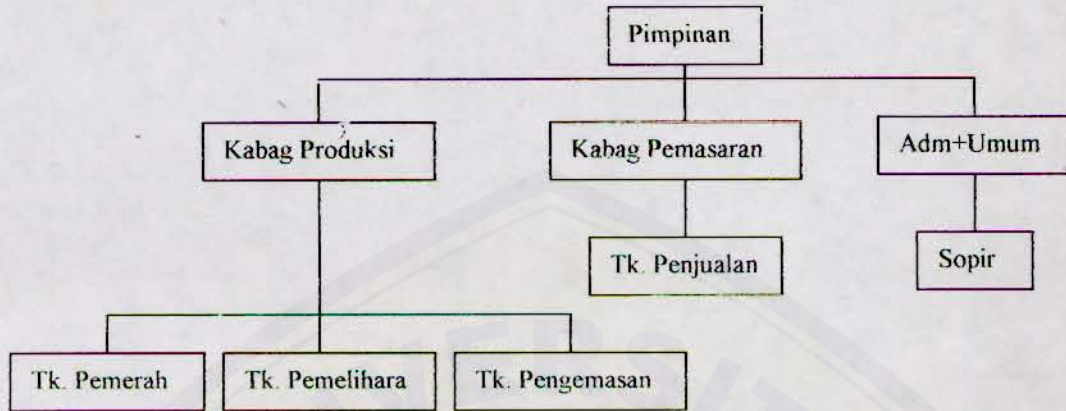 Pimpinan
Kabag Produksi
Kabag Pemasaran
Adm+Umum
Tk. Penjualan
Sopir
Tk. Pemerah
Tk. Pemelihara
Tk. Pengemasan